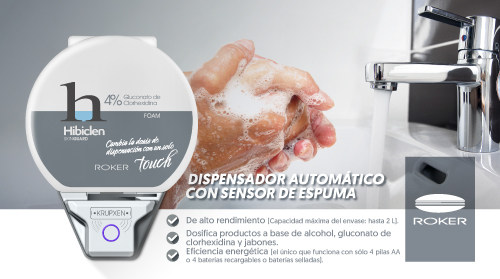 4% Gluconato de
Clorhexidina
FOAM
h
Hibiclen
SKINGUARD
Cambia la dosis de
dispensación con un solo
ROKER Touch
KRUPXEN
DISPENSADOR AUTOMÁTICO
CON SENSOR DE ESPUMA
De alto rendimiento [Capacidad máxima del envase: hasta 2 L].
Dosifica productos a base de alcohol, gluconato de
clorhexidina y jabones.
Eficiencia energética [el único que funciona con sólo 4 pilas AA
o 4 baterías recargables o baterías selladas].
ROKER